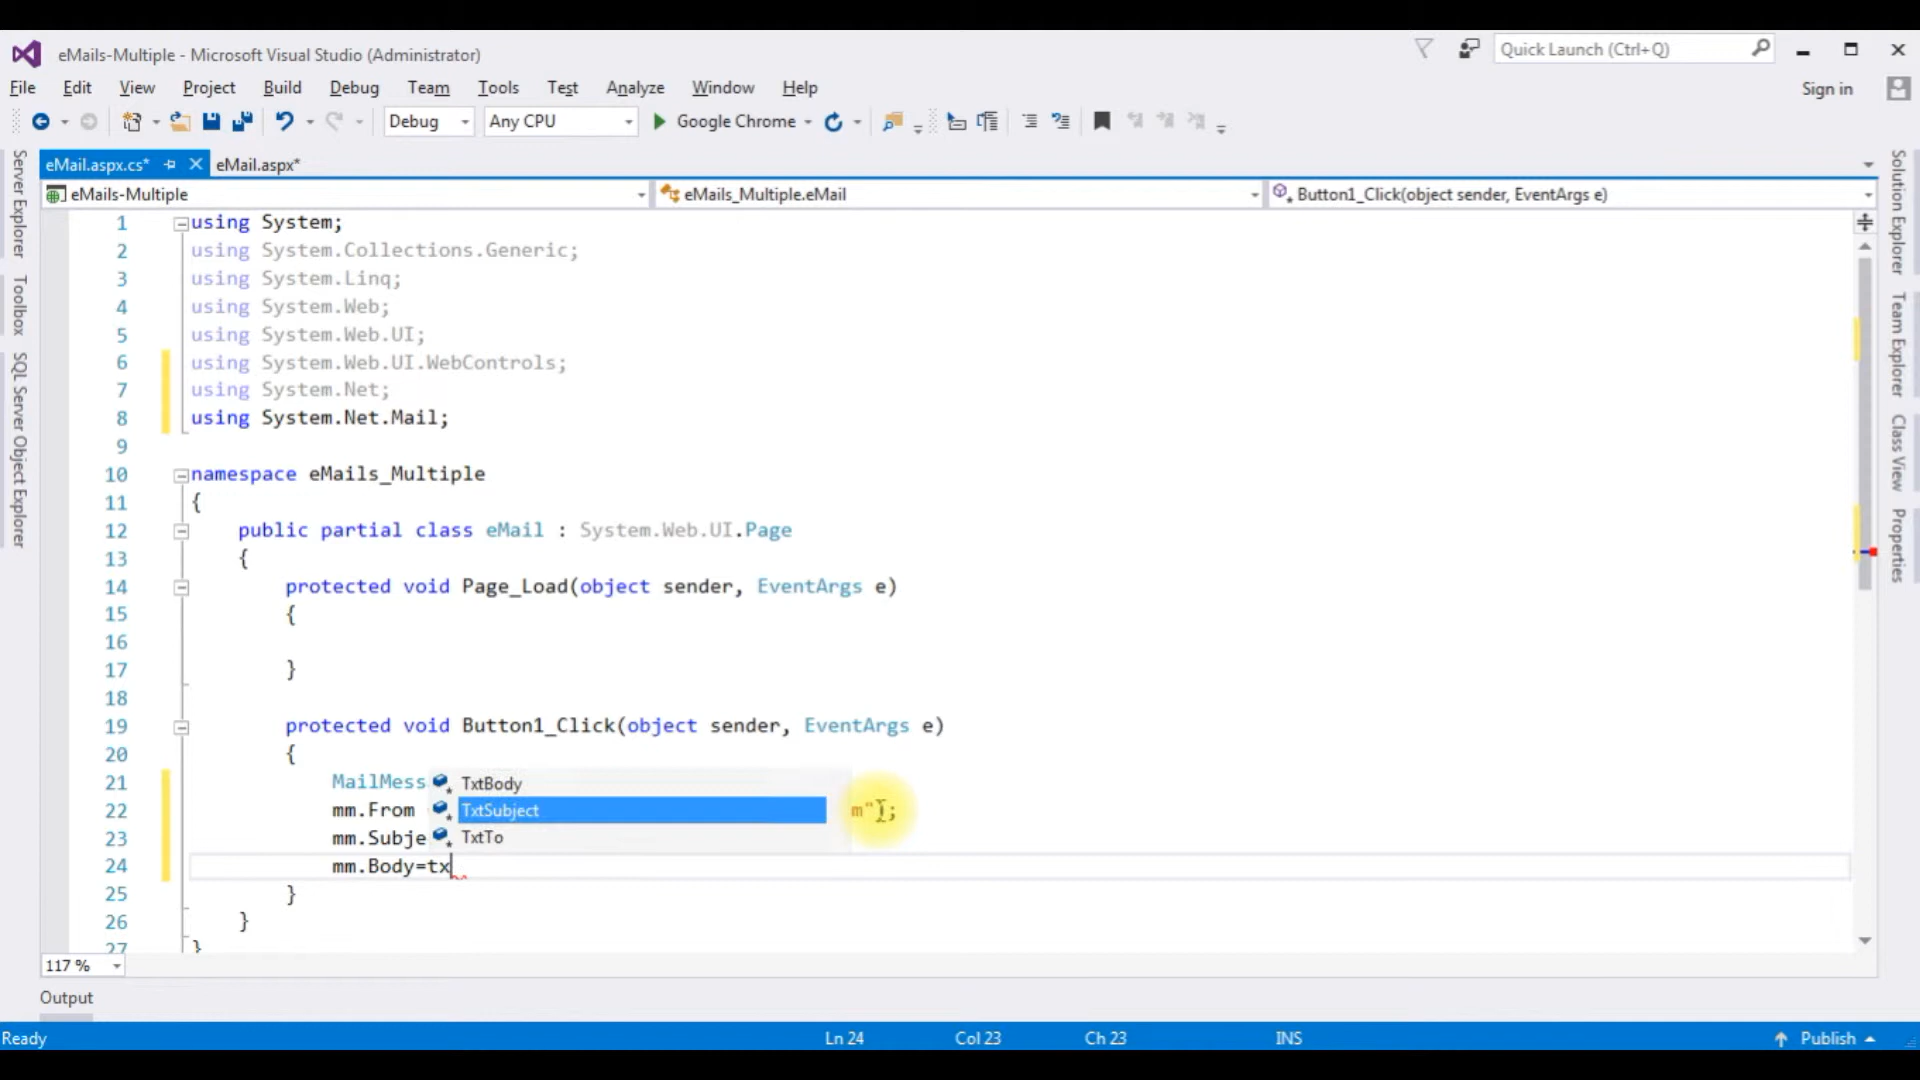 eMails-Multiple - Microsoft Visual Studio (Administrator)
Quick Launch (Ctrl+Q)
File Edit View Project Build Debug Team Tools Test Analyze Window Help
Sign in
Debug Any CPU Google Chrome
eMail.aspx.cs* eMail.aspx*
eMails-Multiple eMails_Multiple.eMail Button1_Click(object sender, EventArgs e)
Server Explorer
Toolbox
SQL Server Object Explorer
1 using System;
2 using System.Collections.Generic;
3 using System.Linq;
4 using System.Web;
5 using System.Web.UI;
6 using System.Web.UI.WebControls;
7 using System.Net;
8 using System.Net.Mail;
9
10 namespace eMails_Multiple
11 {
12 public partial class eMail : System.Web.UI.Page
13 {
14 protected void Page_Load(object sender, EventArgs e)
15 {
16
17 }
18
19 protected void Button1_Click(object sender, EventArgs e)
20 {
21 MailMess
22 mm.From m");
23 mm.Subje
24 mm.Body=tx
25 }
26 }
27 }
TxtBody
TxtSubject
TxtTo
Solution Explorer
Team Explorer
Class View
Properties
117 %
Output
Ready Ln 24 Col 23 Ch 23 INS Publish